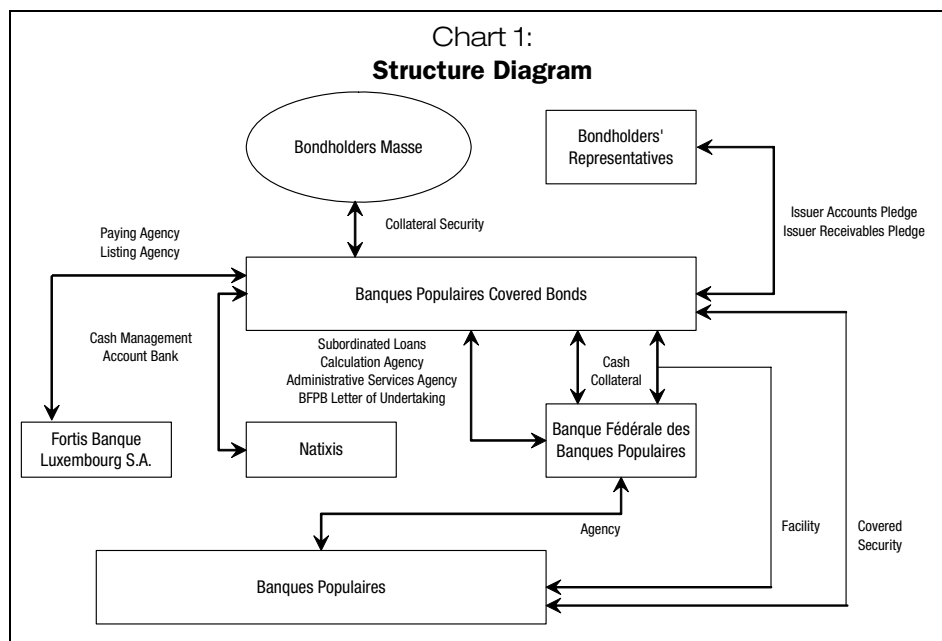 Chart 1:
Structure Diagram
Bondholders Masse
Bondholders'
Representatives
Collateral Security
Issuer Accounts Pledge
Issuer Receivables Pledge
Paying Agency
Listing Agency
Banques Populaires Covered Bonds
Cash Management
Account Bank
Subordinated Loans
Calculation Agency
Administrative Services Agency
BFPB Letter of Undertaking
Cash
Collateral
Fortis Banque
Luxembourg S.A.
Natixis
Banque Fédérale des
Banques Populaires
Agency
Facility
Covered
Security
Banques Populaires